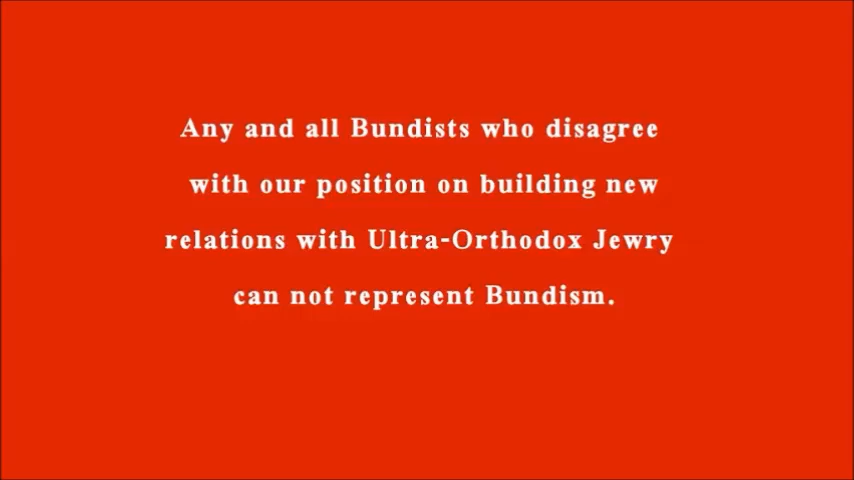 Any and all Bundists who disagree
with our position on building new
relations with Ultra-Orthodox Jewry
can not represent Bundism.